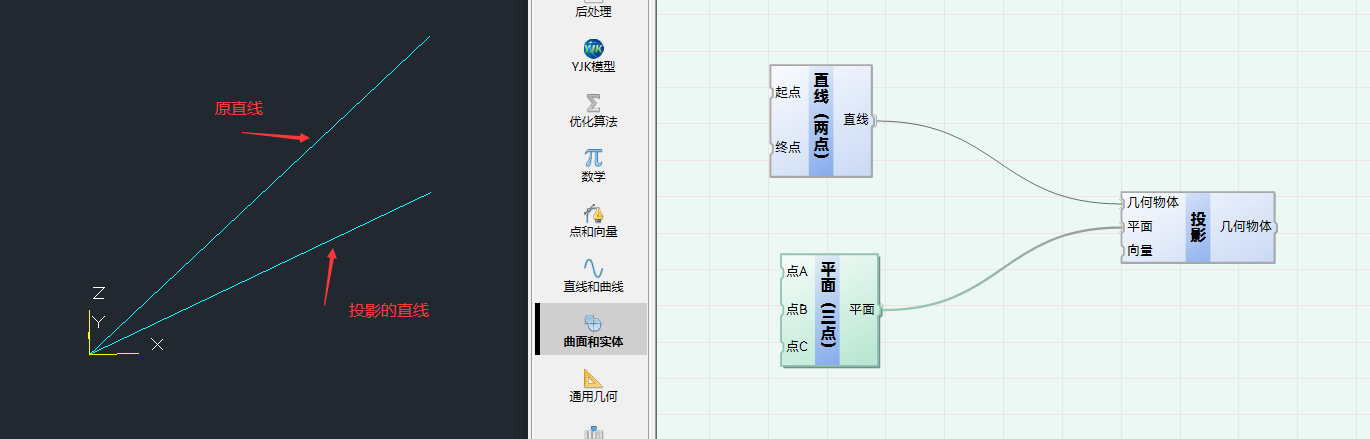 原直线
投影的直线
Z
Y
X
后处理
YJK
YJK模型
Σ
优化算法
π
数学
点和向量
直线和曲线
曲面和实体
通用几何
起点
终点
直线（两点）
直线
点A
点B
点C
平面（三点）
平面
几何物体
平面
向量
投影
几何物体